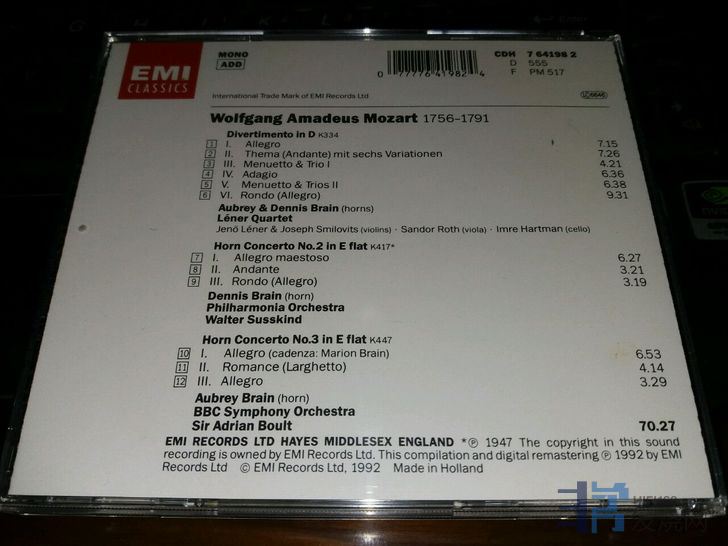 MONO
ADD
EMI
CLASSICS
CDH 7 64198 2
D 555
F PM 517
0 77776 41982 4
International Trade Mark of EMI Records Ltd
Wolfgang Amadeus Mozart 1756–1791
Divertimento in D K334
1 I. Allegro 7.15
2 II. Thema (Andante) mit sechs Variationen 7.26
3 III. Menuetto & Trio I 4.21
4 IV. Adagio 6.36
5 V. Menuetto & Trios II 6.38
6 VI. Rondo (Allegro) 9.31
Aubrey & Dennis Brain (horns)
Léner Quartet
Jenö Léner & Joseph Smilovits (violins) · Sandor Roth (viola) · Imre Hartman (cello)
Horn Concerto No.2 in E flat K417*
7 I. Allegro maestoso 6.27
8 II. Andante 3.21
9 III. Rondo (Allegro) 3.19
Dennis Brain (horn)
Philharmonia Orchestra
Walter Susskind
Horn Concerto No.3 in E flat K447
10 I. Allegro (cadenza: Marion Brain) 6.53
11 II. Romance (Larghetto) 4.14
12 III. Allegro 3.29
Aubrey Brain (horn)
BBC Symphony Orchestra
Sir Adrian Boult 70.27
EMI RECORDS LTD HAYES MIDDLESEX ENGLAND *℗ 1947 The copyright in this sound
recording is owned by EMI Records Ltd. This compilation and digital remastering ℗ 1992 by EMI
Records Ltd © EMI Records Ltd, 1992 Made in Holland